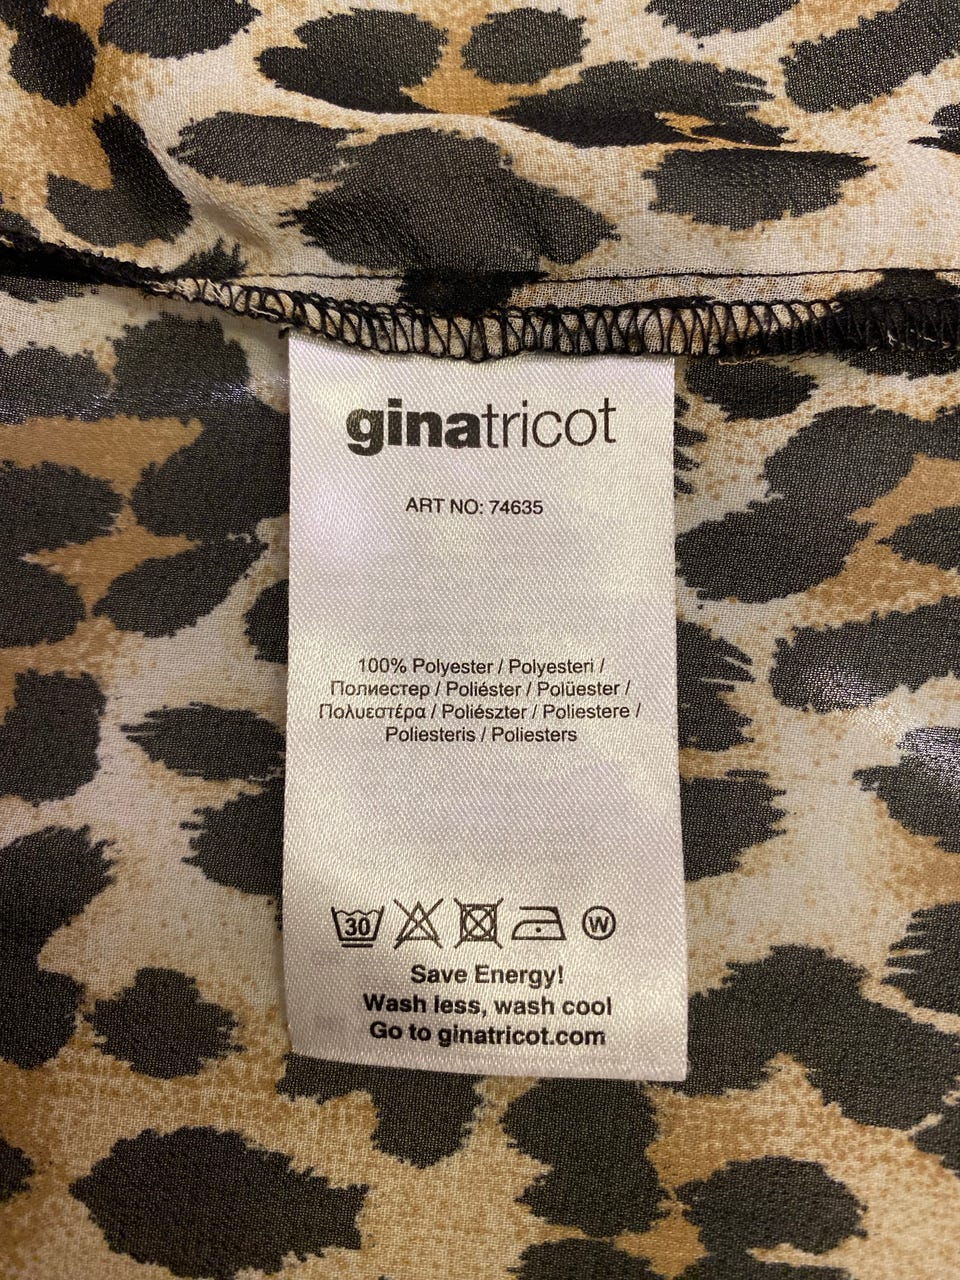 ginatricot
ART NO: 74635
100% Polyester / Polyesteri /
Полиестер / Poliéster / Polüester /
Πολυεστέρα / Poliészter / Poliestere /
Poliesteris / Poliesters
30 W
Save Energy!
Wash less, wash cool
Go to ginatricot.com